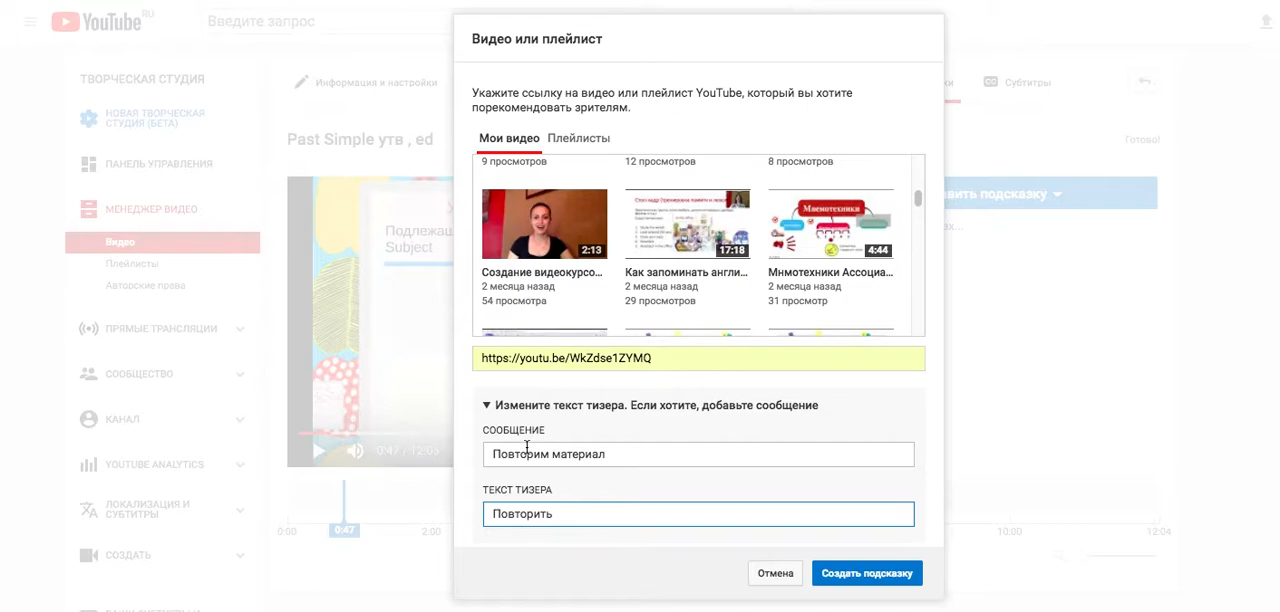 YouTube RU
Введите запрос
ТВОРЧЕСКАЯ СТУДИЯ
НОВАЯ ТВОРЧЕСКАЯ
СТУДИЯ (БЕТА)
ПАНЕЛЬ УПРАВЛЕНИЯ
МЕНЕДЖЕР ВИДЕО
Видео
Плейлисты
Авторские права
ПРЯМЫЕ ТРАНСЛЯЦИИ
СООБЩЕСТВО
КАНАЛ
YOUTUBE ANALYTICS
ЛОКАЛИЗАЦИЯ И
СУБТИТРЫ
СОЗДАТЬ
Информация и настройки
Субтитры
Past Simple утв , ed
Готово!
Подлежащ
Subject
0:47 / 12:03
0:00
0:47
2:00
10:00
12:04
вить подсказку
Видео или плейлист
Укажите ссылку на видео или плейлист YouTube, который вы хотите
порекомендовать зрителям.
Мои видео Плейлисты
9 просмотров 12 просмотров 8 просмотров
2:13 17:18 4:44
Мнемотехники
Создание видеокурсо... Как запоминать англи... Мнмотехники Ассоциа...
2 месяца назад 2 месяца назад 2 месяца назад
54 просмотра 29 просмотров 31 просмотр
https://youtu.be/WkZdse1ZYMQ
Измените текст тизера. Если хотите, добавьте сообщение
СООБЩЕНИЕ
Повторим материал
ТЕКСТ ТИЗЕРА
Повторить
Отмена Создать подсказку